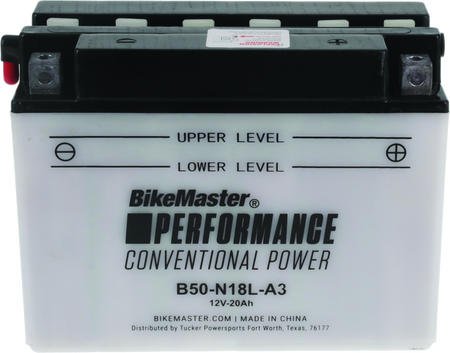 UPPER LEVEL
LOWER LEVEL
BikeMaster®
PERFORMANCE
CONVENTIONAL POWER
B50-N18L-A3
12V-20Ah
BIKEMASTER.COM | MADE IN CHINA
Distributed by Tucker Powersports Fort Worth, Texas, 76177